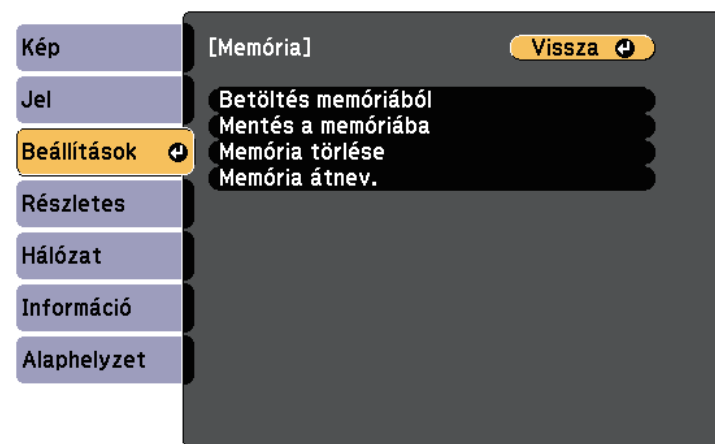 Kép
Jel
Beállítások
Részletes
Hálózat
Információ
Alaphelyzet
[Memória]
Vissza
Betöltés memóriából
Mentés a memóriába
Memória törlése
Memória átnev.